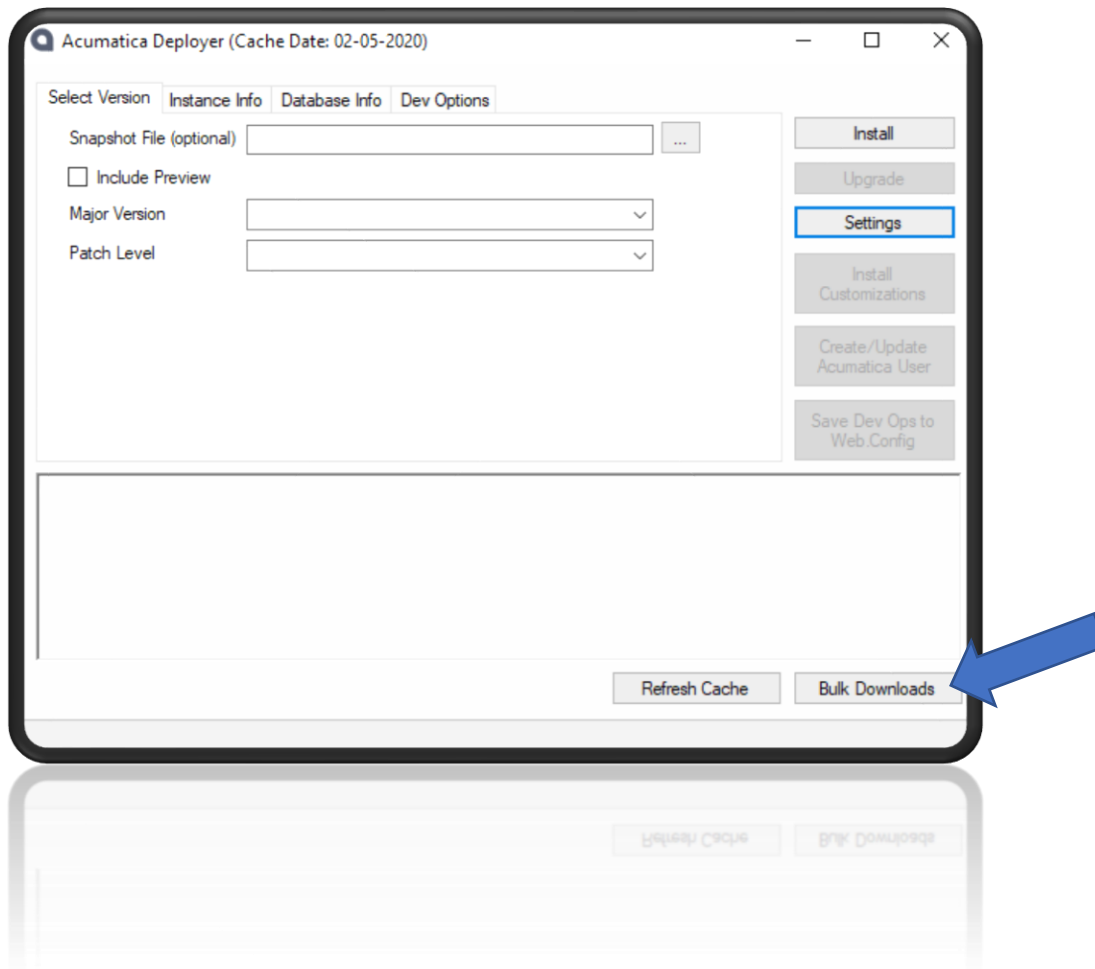 Acumatica Deployer (Cache Date: 02-05-2020)
Select Version Instance Info Database Info Dev Options
Snapshot File (optional) ...
Include Preview
Major Version
Patch Level
Install
Upgrade
Settings
Install
Customizations
Create/Update
Acumatica User
Save Dev Ops to
Web.Config
Refresh Cache Bulk Downloads
Refresh Cache Bulk Downloads